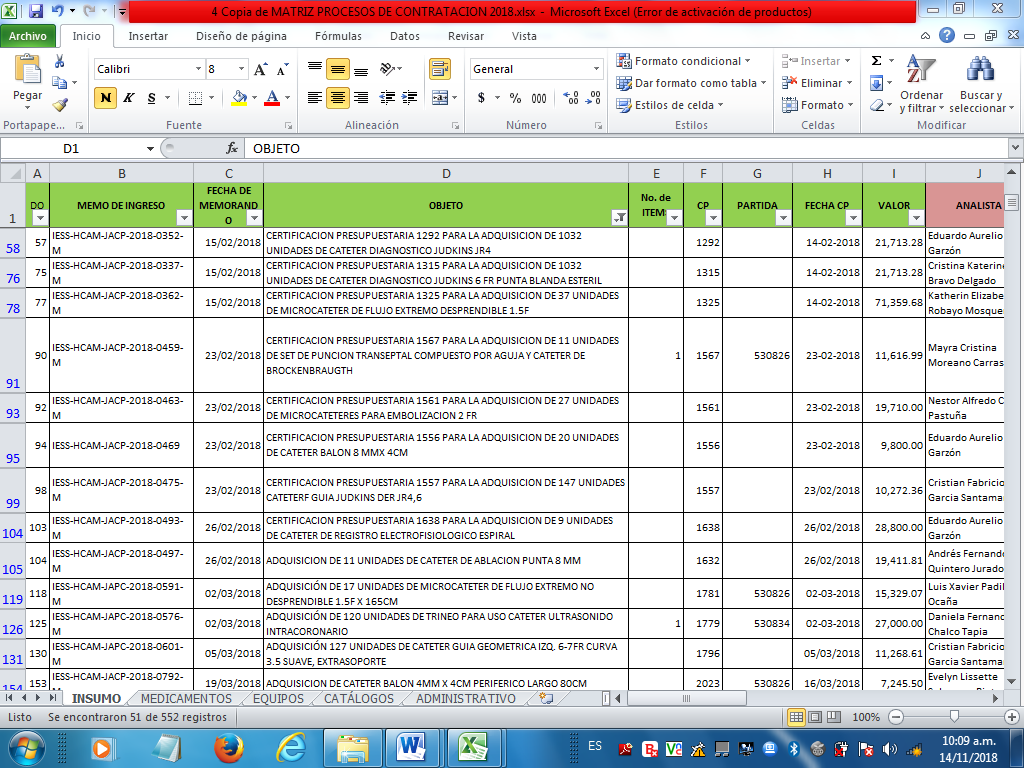 4 Copia de MATRIZ PROCESOS DE CONTRATACION 2018.xlsx - Microsoft Excel (Error de activación de productos)
Archivo Inicio Insertar Diseño de página Fórmulas Datos Revisar Vista
Pegar
Calibri 8 A A
N K S A
General
$ % 000
Formato condicional
Dar formato como tabla
Estilos de celda
Insertar
Eliminar
Formato
Σ
Ordenar y filtrar
Buscar y seleccionar
Portapape... Fuente Alineación Número Estilos Celdas Modificar
D1 fx OBJETO
A B C D E F G H I J
1 DO MEMO DE INGRESO FECHA DE MEMORANDO OBJETO No. de ITEM CP PARTIDA FECHA CP VALOR ANALISTA
58 57 IESS-HCAM-JACP-2018-0352-M 15/02/2018 CERTIFICACION PRESUPUESTARIA 1292 PARA LA ADQUISICION DE 1032 UNIDADES DE CATETER DIAGNOSTICO JUDKINS JR4 1292 14-02-2018 21,713.28 Eduardo Aurelio Garzón
76 75 IESS-HCAM-JACP-2018-0337-M 15/02/2018 CERTIFICACION PRESUPUESTARIA 1315 PARA LA ADQUISICION DE 1032 UNIDADES DE CATETER DIAGNOSTICO JUDKINS 6 FR PUNTA BLANDA ESTERIL 1315 14-02-2018 21,713.28 Cristina Katerin Bravo Delgado
78 77 IESS-HCAM-JACP-2018-0362-M 15/02/2018 CERTIFICACION PRESUPUESTARIA 1325 PARA LA ADQUISICION DE 37 UNIDADES DE MICROCATETER DE FLUJO EXTREMO DESPRENDIBLE 1.5F 1325 14-02-2018 71,359.68 Katherin Elizabe Robayo Mosque
91 90 IESS-HCAM-JACP-2018-0459-M 23/02/2018 CERTIFICACION PRESUPUESTARIA 1567 PARA LA ADQUISICION DE 11 UNIDADES DE SET DE PUNCION TRANSEPTAL COMPUESTO POR AGUJA Y CATETER DE BROCKENBRAUGTH 1 1567 530826 23-02-2018 11,616.99 Mayra Cristina Moreano Carras
93 92 IESS-HCAM-JACP-2018-0463-M 23/02/2018 CERTIFICACION PRESUPUESTARIA 1561 PARA LA ADQUISICION DE 27 UNIDADES DE MICROCATETERES PARA EMBOLIZACION 2 FR 1561 23-02-2018 19,710.00 Nestor Alfredo C Pastuña
95 94 IESS-HCAM-JACP-2018-0469 23/02/2018 CERTIFICACION PRESUPUESTARIA 1556 PARA LA ADQUISICION DE 20 UNIDADES DE CATETER BALON 8 MMX 4CM 1556 23-02-2018 9,800.00 Eduardo Aurelio Garzón
99 98 IESS-HCAM-JACP-2018-0475-M 23/02/2018 CERTIFICACION PRESUPUESTARIA 1557 PARA LA ADQUISICION DE 147 UNIDADES CATETERF GUIA JUDKINS DER JR4,6 1557 23/02/2018 10,272.36 Cristian Fabricio Garcia Santama
104 103 IESS-HCAM-JACP-2018-0493-M 26/02/2018 CERTIFICACION PRESUPUESTARIA 1638 PARA LA ADQUISICION DE 9 UNIDADES DE CATETER DE REGISTRO ELECTROFISIOLOGICO ESPIRAL 1638 26/02/2018 28,800.00 Eduardo Aurelio Garzón
105 104 IESS-HCAM-JACP-2018-0497-M 26/02/2018 ADQUISICION DE 11 UNIDADES DE CATETER DE ABLACION PUNTA 8 MM 1632 26/02/2018 19,411.81 Andrés Fernand Quintero Jurado
119 118 IESS-HCAM-JAPC-2018-0591-M 02/03/2018 ADQUISICIÓN DE 17 UNIDADES DE MICROCATETER DE FLUJO EXTREMO NO DESPRENDIBLE 1.5F X 165CM 1781 530826 02-03-2018 15,329.07 Luis Xavier Padil Ocaña
126 125 IESS-HCAM-JAPC-2018-0576-M 02/03/2018 ADQUISICIÓN DE 120 UNIDADES DE TRINEO PARA USO CATETER ULTRASONIDO INTRACORONARIO 1 1779 530834 02-03-2018 27,000.00 Daniela Fernanc Chalco Tapia
131 130 IESS-HCAM-JACP-2018-0601-M 05/03/2018 ADQUISICIÓN 127 UNIDADES DE CATETER GUIA GEOMETRICA IZQ. 6-7FR CURVA 3.5 SUAVE, EXTRASOPORTE 1796 05/03/2018 11,268.61 Cristian Fabricio Garcia Santama
154 153 IESS-HCAM-JACP-2018-0792- 19/03/2018 ADQUISICION DE CATETER BALON 4MM X 4CM PERIFERICO LARGO 80CM 2023 530826 16/03/2018 7,245.50 Evelyn Lissette
INSUMO MEDICAMENTOS EQUIPOS CATÁLOGOS ADMINISTRATIVO
Listo Se encontraron 51 de 552 registros 100%
ES 10:09 a.m.
14/11/2018